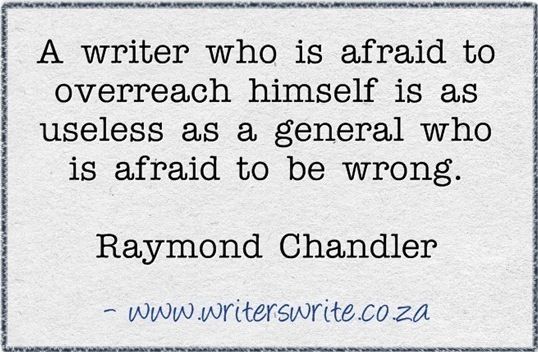 A writer who is afraid to
overreach himself is as
useless as a general who
is afraid to be wrong.
Raymond Chandler
- www.writerswrite.co.za